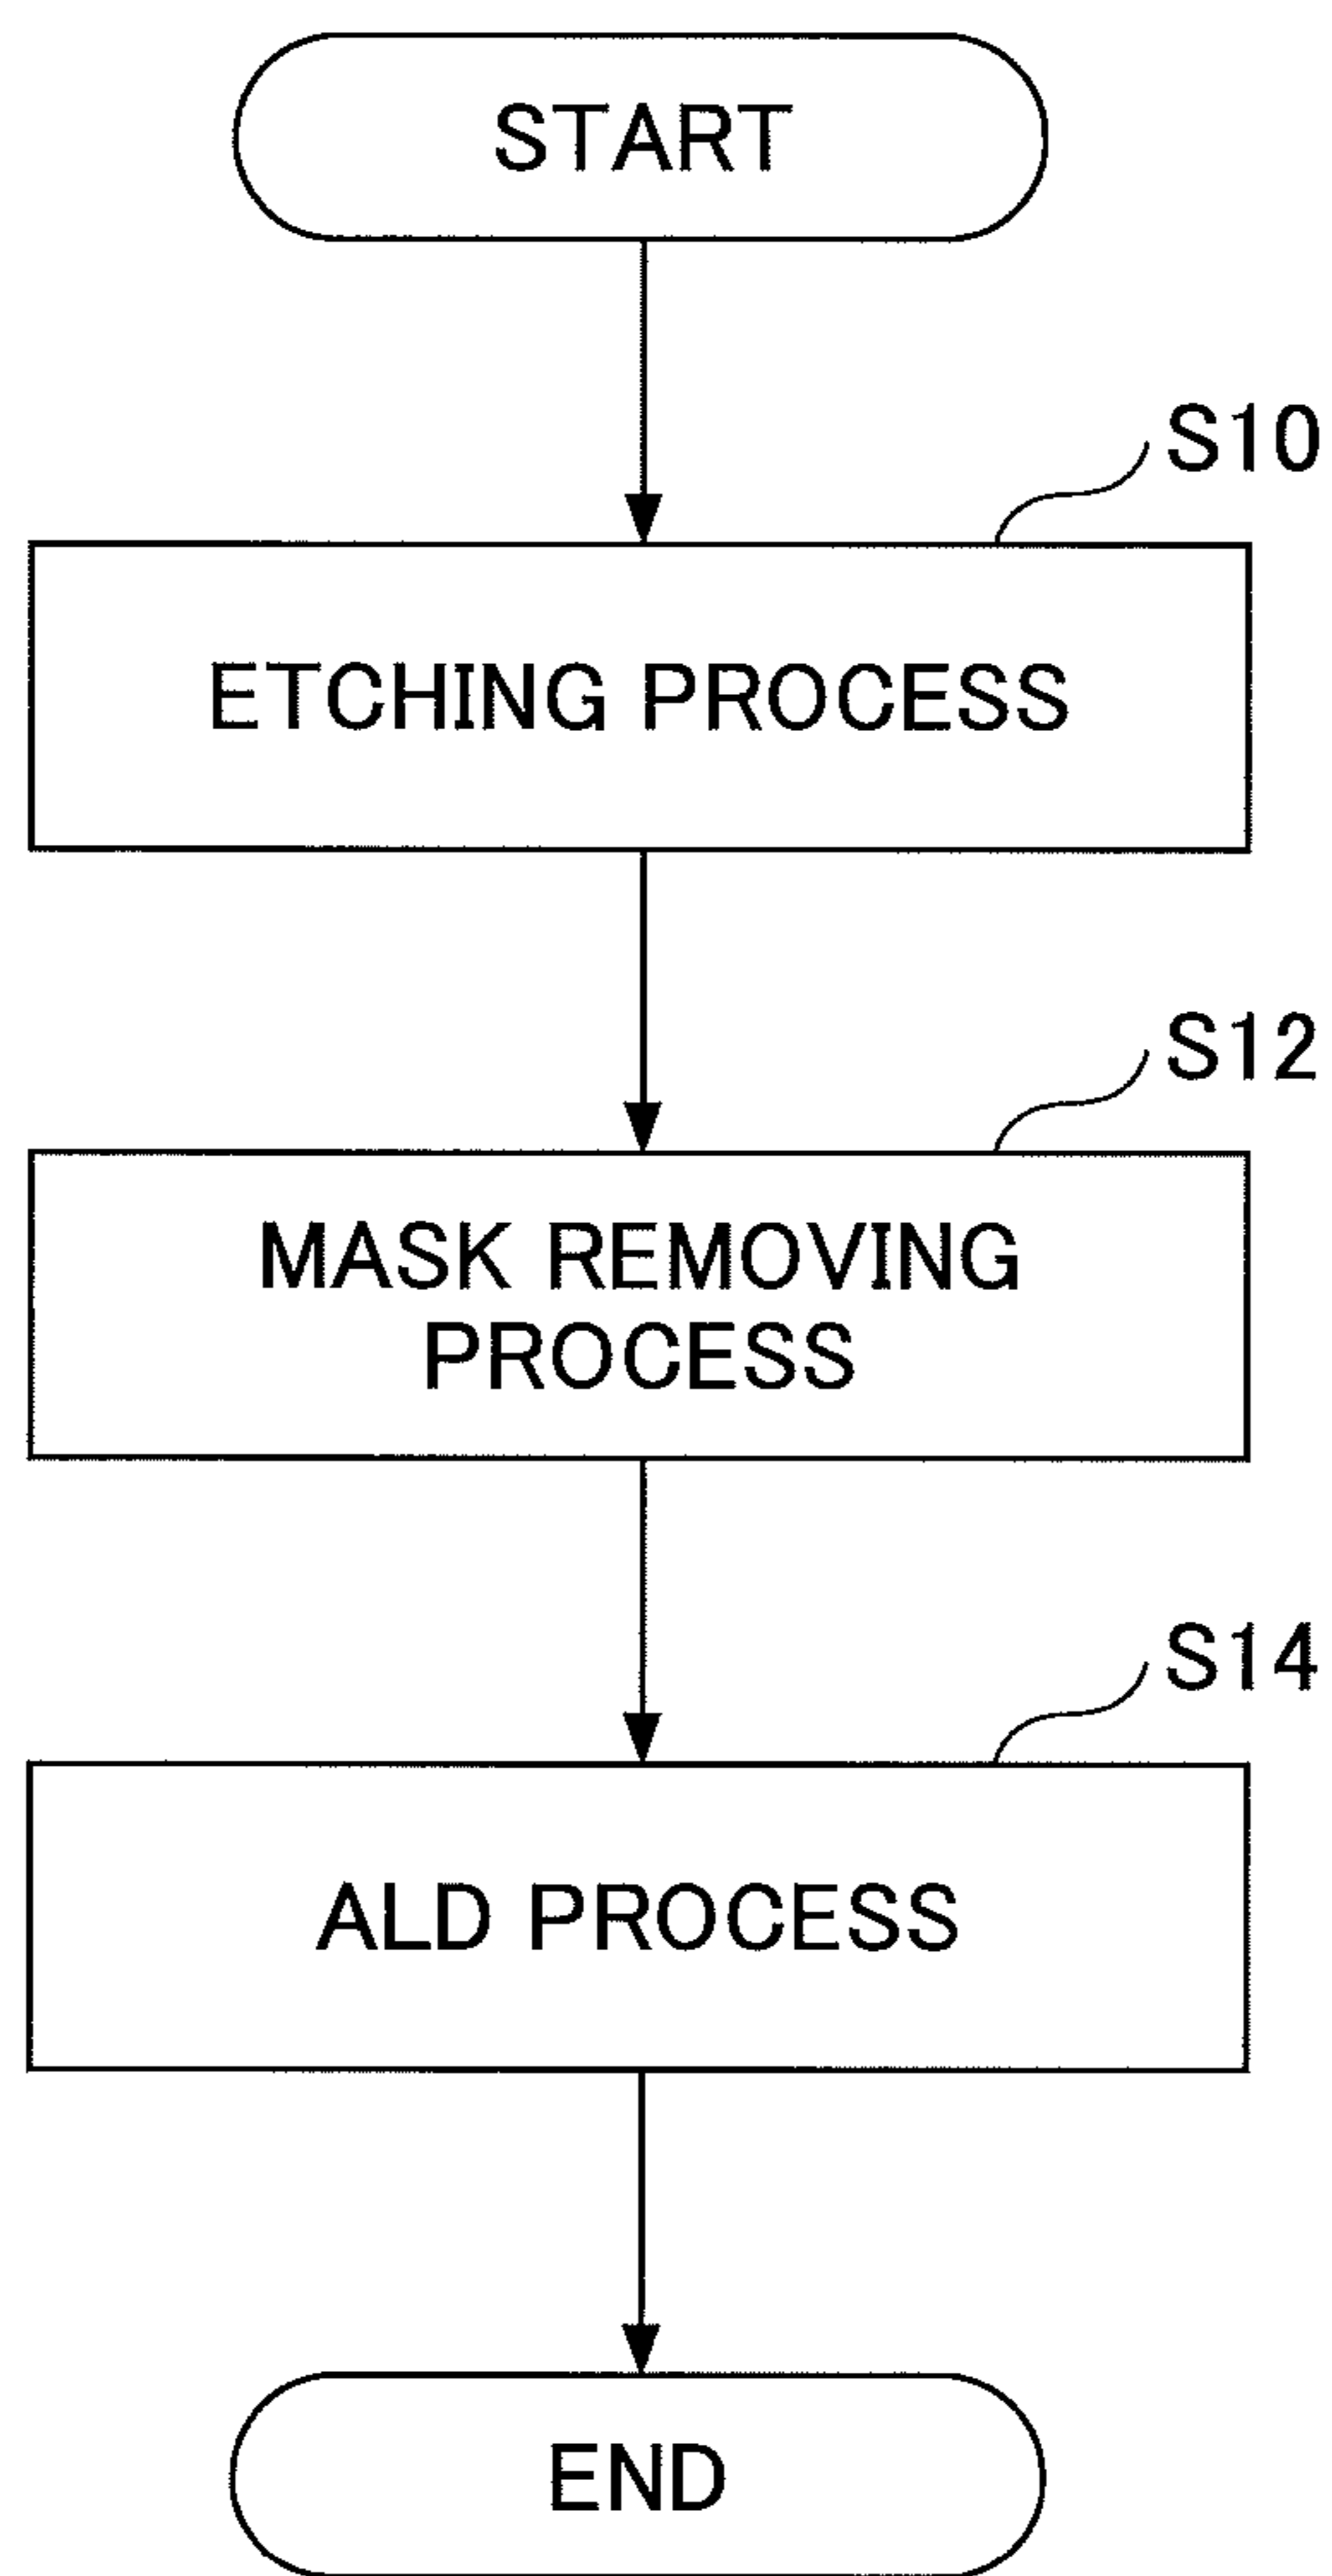 START
S10
ETCHING PROCESS
S12
MASK REMOVING
PROCESS
S14
ALD PROCESS
END